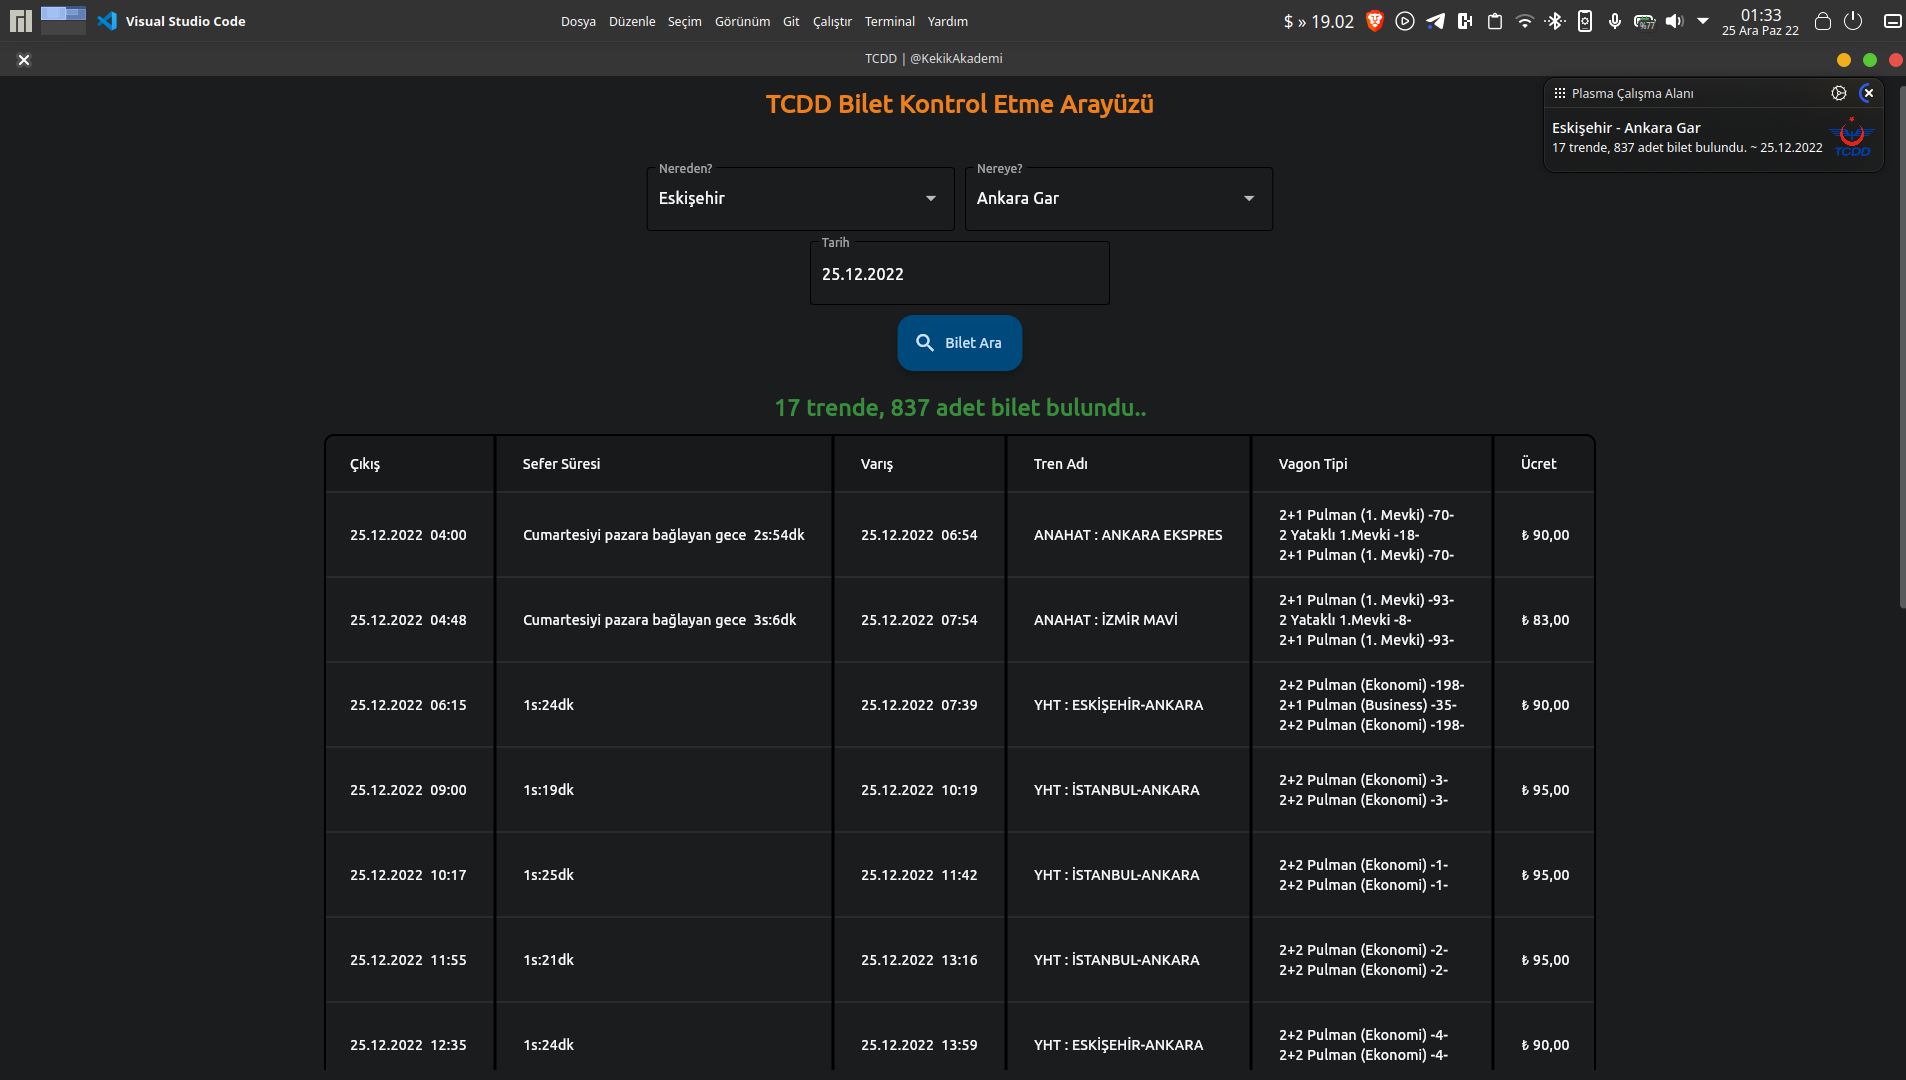 Visual Studio Code
Dosya Düzenle Seçim Görünüm Git Çalıştır Terminal Yardım
$ » 19.02
%77
01:33
25 Ara Paz 22
TCDD | @KekikAkademi
TCDD Bilet Kontrol Etme Arayüzü
Plasma Çalışma Alanı
Eskişehir - Ankara Gar
17 trende, 837 adet bilet bulundu. ~ 25.12.2022
TCDD
Nereden?
Eskişehir
Nereye?
Ankara Gar
Tarih
25.12.2022
Bilet Ara
17 trende, 837 adet bilet bulundu..
Çıkış Sefer Süresi Varış Tren Adı Vagon Tipi Ücret
25.12.2022 04:00 Cumartesiyi pazara bağlayan gece 2s:54dk 25.12.2022 06:54 ANAHAT : ANKARA EKSPRES
2+1 Pulman (1. Mevki) -70-
2 Yataklı 1.Mevki -18-
2+1 Pulman (1. Mevki) -70-
₺ 90,00
25.12.2022 04:48 Cumartesiyi pazara bağlayan gece 3s:6dk 25.12.2022 07:54 ANAHAT : İZMİR MAVİ
2+1 Pulman (1. Mevki) -93-
2 Yataklı 1.Mevki -8-
2+1 Pulman (1. Mevki) -93-
₺ 83,00
25.12.2022 06:15 1s:24dk 25.12.2022 07:39 YHT : ESKİŞEHİR-ANKARA
2+2 Pulman (Ekonomi) -198-
2+1 Pulman (Business) -35-
2+2 Pulman (Ekonomi) -198-
₺ 90,00
25.12.2022 09:00 1s:19dk 25.12.2022 10:19 YHT : İSTANBUL-ANKARA
2+2 Pulman (Ekonomi) -3-
2+2 Pulman (Ekonomi) -3-
₺ 95,00
25.12.2022 10:17 1s:25dk 25.12.2022 11:42 YHT : İSTANBUL-ANKARA
2+2 Pulman (Ekonomi) -1-
2+2 Pulman (Ekonomi) -1-
₺ 95,00
25.12.2022 11:55 1s:21dk 25.12.2022 13:16 YHT : İSTANBUL-ANKARA
2+2 Pulman (Ekonomi) -2-
2+2 Pulman (Ekonomi) -2-
₺ 95,00
25.12.2022 12:35 1s:24dk 25.12.2022 13:59 YHT : ESKİŞEHİR-ANKARA
2+2 Pulman (Ekonomi) -4-
2+2 Pulman (Ekonomi) -4-
₺ 90,00